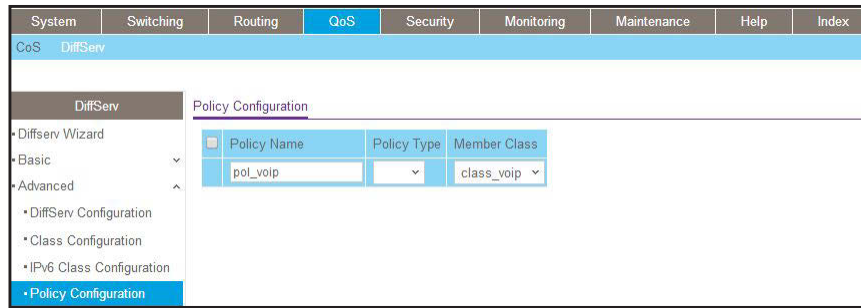 System Switching Routing QoS Security Monitoring Maintenance Help Index
CoS DiffServ
DiffServ
Diffserv Wizard
Basic
Advanced
DiffServ Configuration
Class Configuration
IPv6 Class Configuration
Policy Configuration
Policy Configuration
Policy Name Policy Type Member Class
pol_voip class_voip